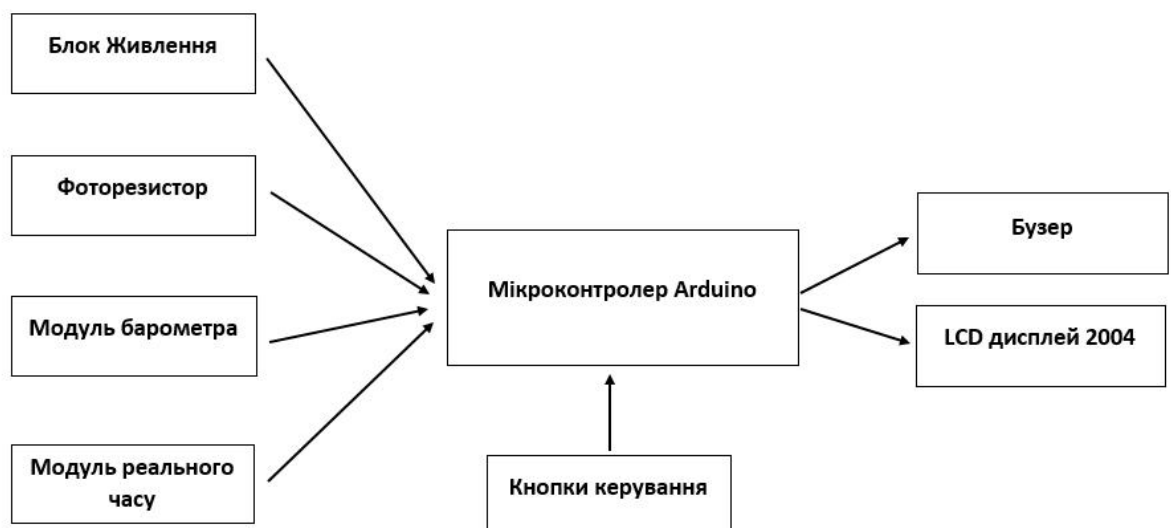 Блок Живлення
Фоторезистор
Модуль барометра
Модуль реального
часу
Мікроконтролер Arduino
Кнопки керування
Бузер
LCD дисплей 2004